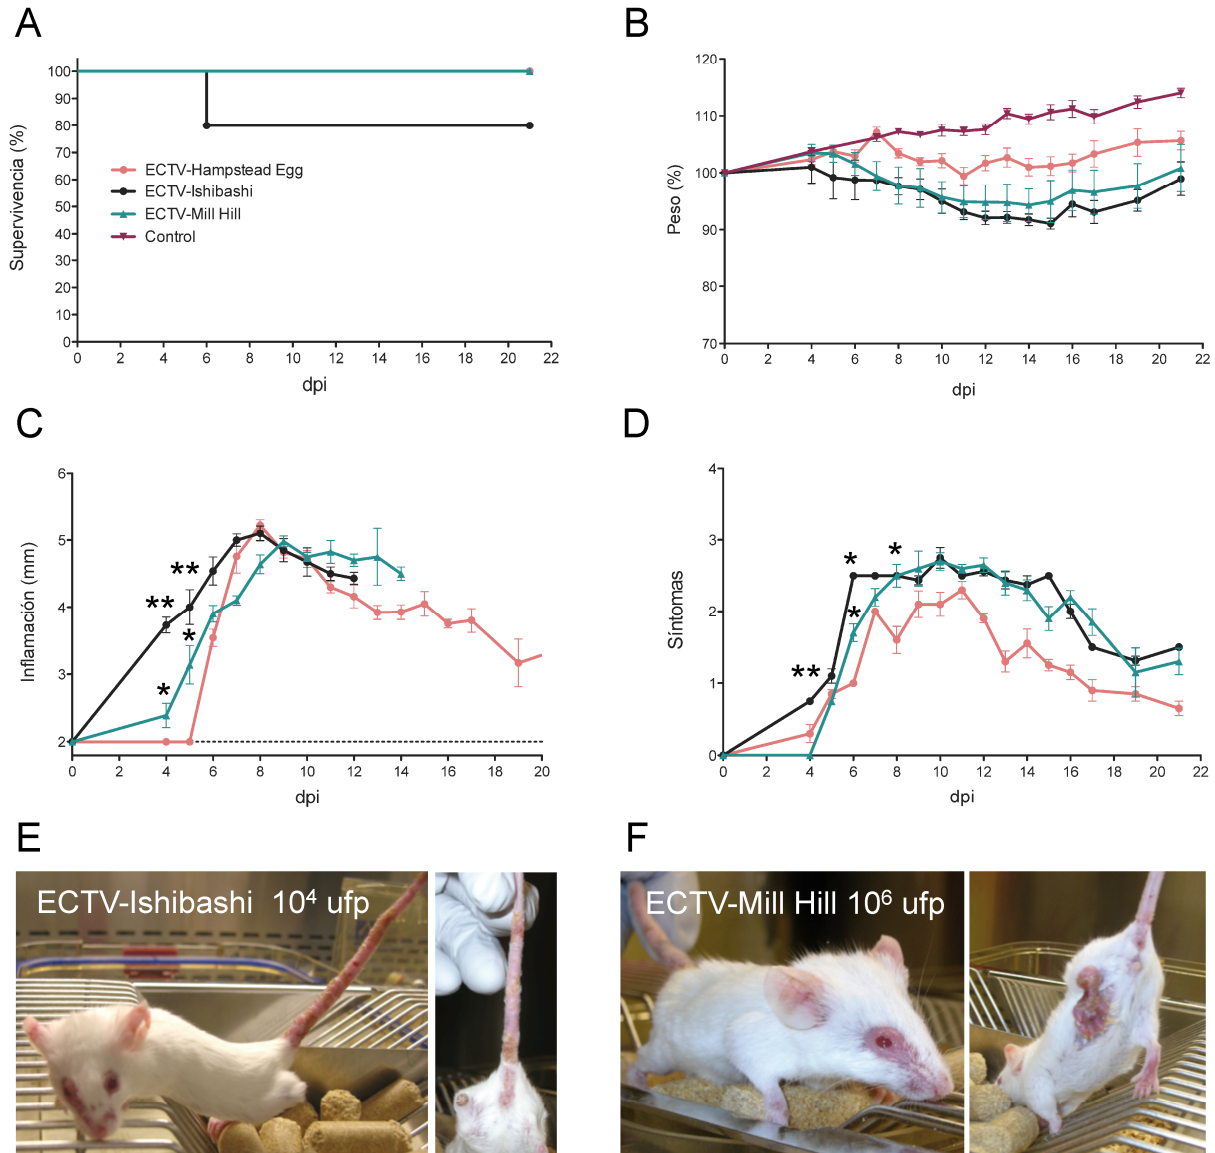 A
Supervivencia (%)
100
90
80
70
60
50
40
30
20
10
0
ECTV-Hampstead Egg
ECTV-Ishibashi
ECTV-Mill Hill
Control
0 2 4 6 8 10 12 14 16 18 20 22
dpi
B
Peso (%)
120
110
100
90
80
70
0 2 4 6 8 10 12 14 16 18 20 22
dpi
C
Inflamación (mm)
6
5
4
3
2
** ** * *
0 2 4 6 8 10 12 14 16 18 20
dpi
D
Síntomas
4
3
2
1
0
** * * *
0 2 4 6 8 10 12 14 16 18 20 22
dpi
E
ECTV-Ishibashi 10⁴ ufp
F
ECTV-Mill Hill 10⁶ ufp